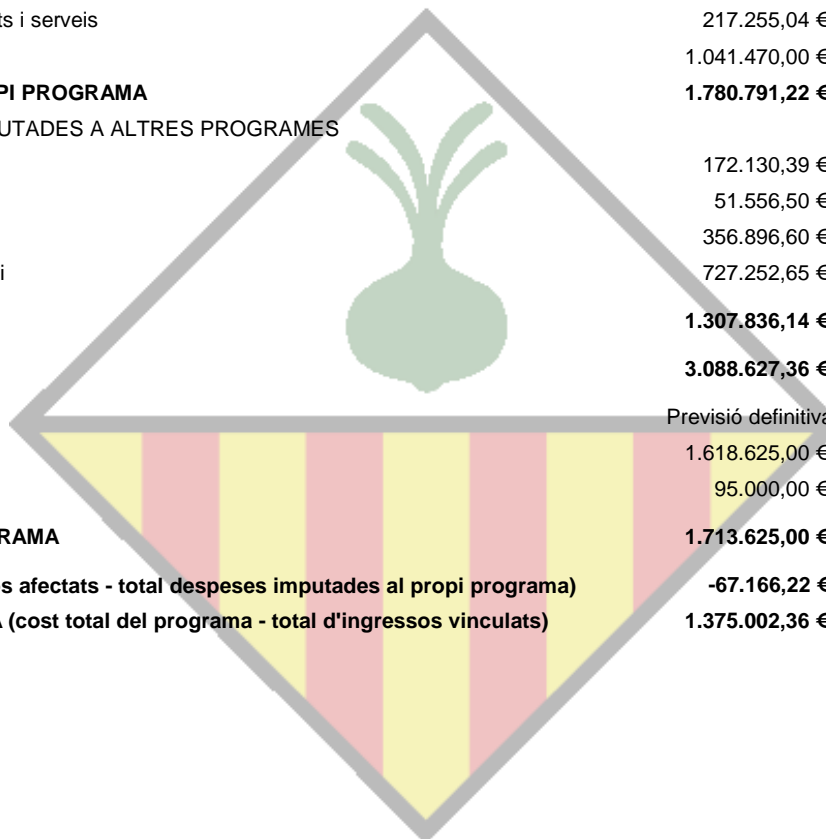 ts i serveis 217.255,04 €
1.041.470,00 €
PI PROGRAMA 1.780.791,22 €
UTADES A ALTRES PROGRAMES
172.130,39 €
51.556,50 €
356.896,60 €
i 727.252,65 €
1.307.836,14 €
3.088.627,36 €
Previsió definitiva
1.618.625,00 €
95.000,00 €
RAMA 1.713.625,00 €
s afectats - total despeses imputades al propi programa) -67.166,22 €
A (cost total del programa - total d'ingressos vinculats) 1.375.002,36 €